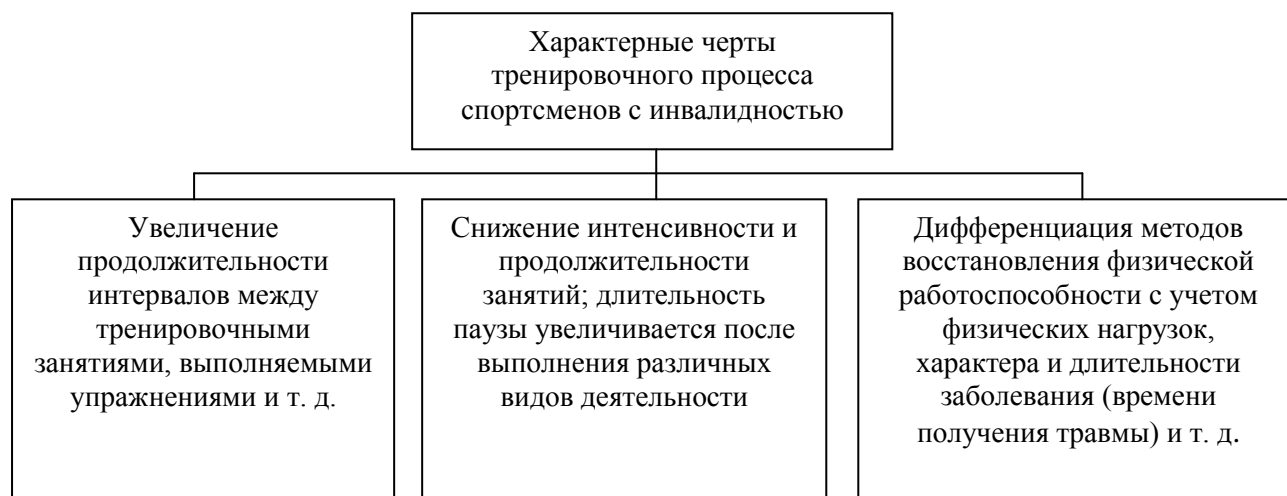 Характерные черты
тренировочного процесса
спортсменов с инвалидностью
Увеличение
продолжительности
интервалов между
тренировочными
занятиями, выполняемыми
упражнениями и т. д.
Снижение интенсивности и
продолжительности
занятий; длительность
паузы увеличивается после
выполнения различных
видов деятельности
Дифференциация методов
восстановления физической
работоспособности с учетом
физических нагрузок,
характера и длительности
заболевания (времени
получения травмы) и т. д.